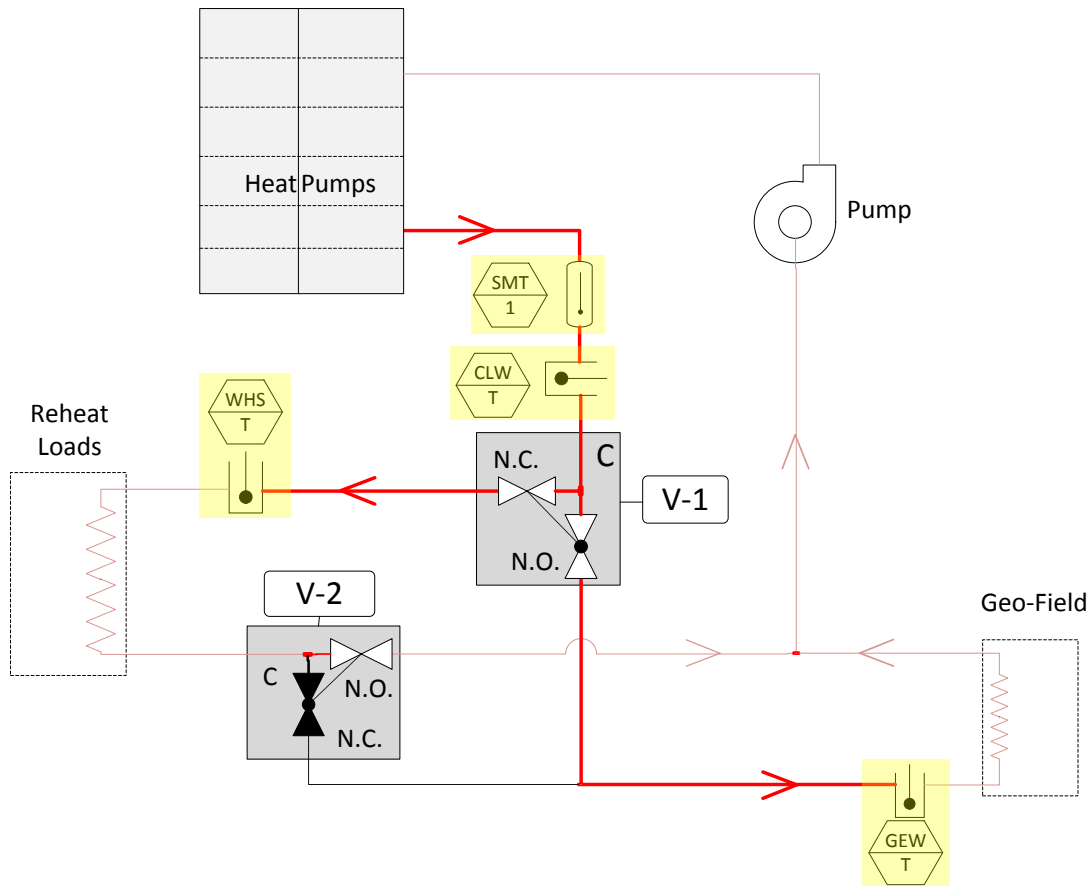 Heat Pumps
Pump
SMT
1
CLW
T
WHS
T
Reheat
Loads
N.C.
C
V-1
N.O.
V-2
Geo-Field
C
N.O.
N.C.
GEW
T